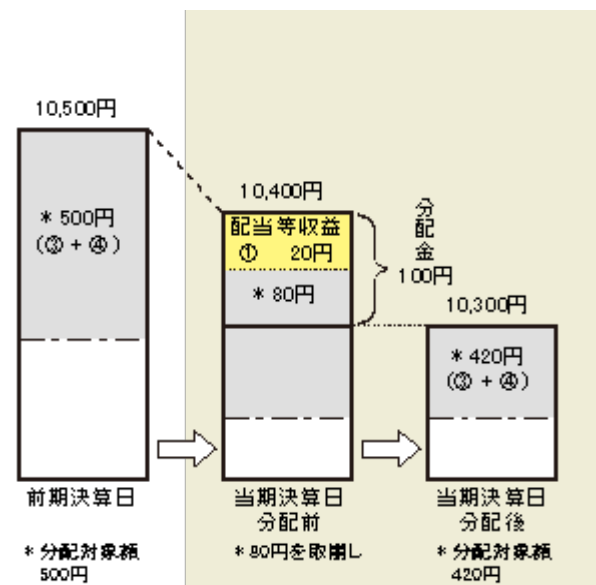 10,500円
* 500円
(③ + ④)
前期決算日
* 分配対象額
500円
10,400円
配当等収益
① 20円
* 80円
分配金
100円
当期決算日
分配前
* 80円を取崩し
10,300円
* 420円
(③ + ④)
当期決算日
分配後
* 分配対象額
420円